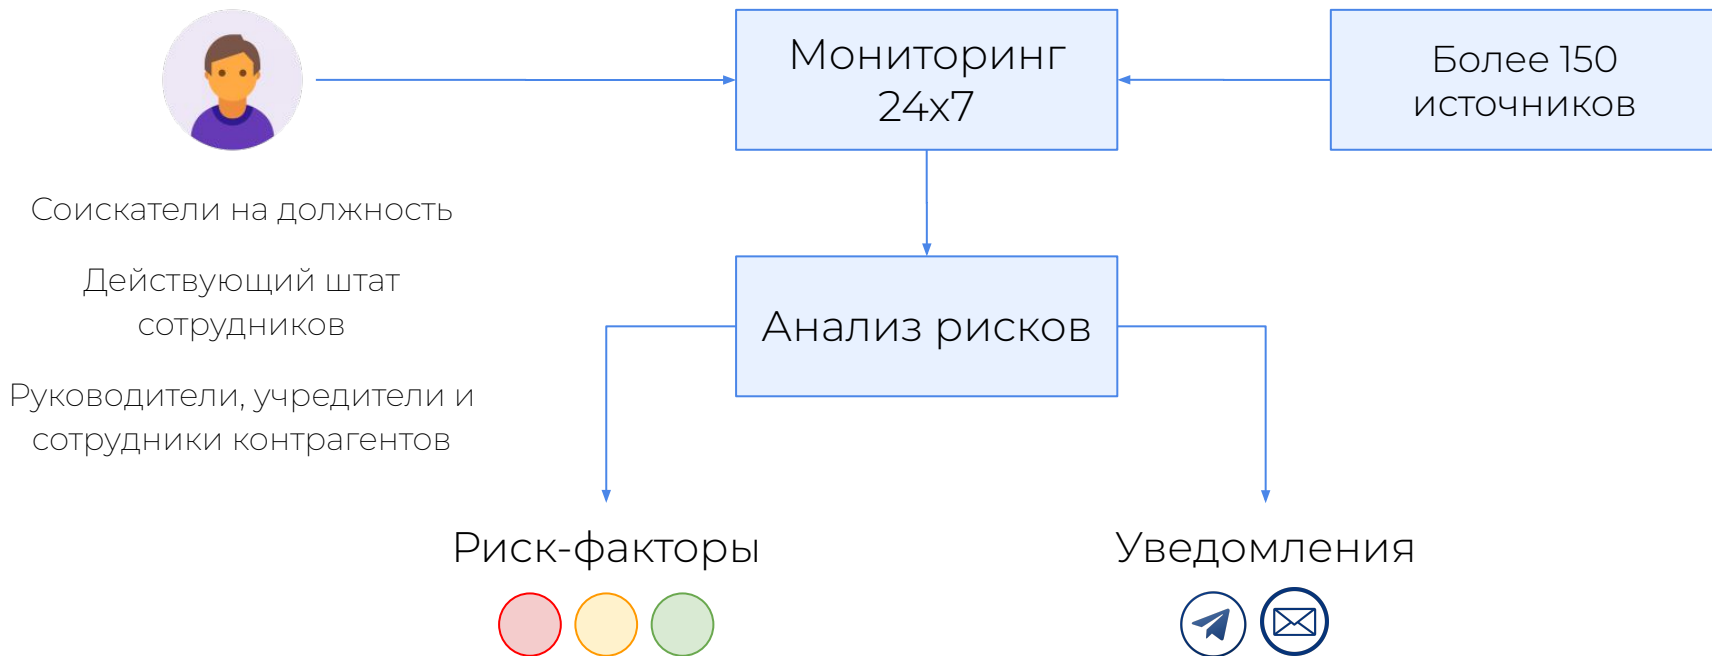 Мониторинг
24х7
Более 150
источников
Соискатели на должность
Действующий штат
сотрудников
Руководители, учредители и
сотрудники контрагентов
Анализ рисков
Риск-факторы
Уведомления